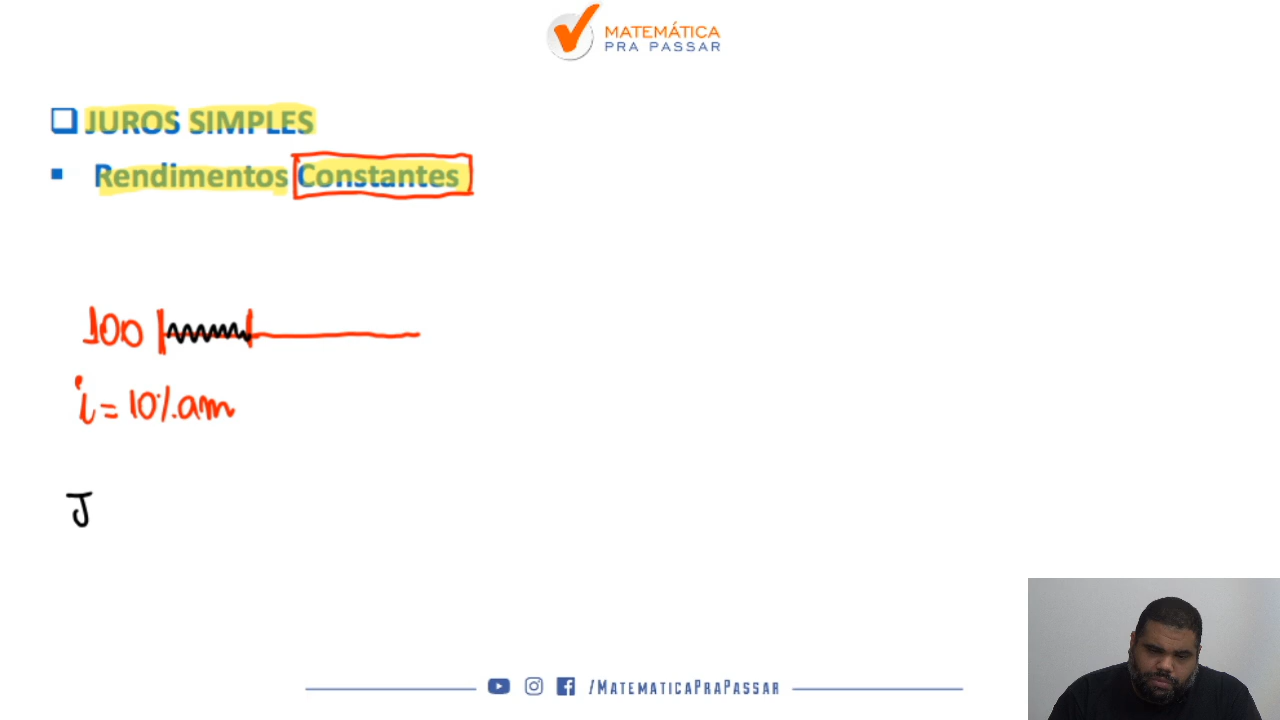 MATEMÁTICA
PRA PASSAR
JUROS SIMPLES
Rendimentos Constantes
100
i = 10%.am
J
/MATEMATICAPRAPASSAR